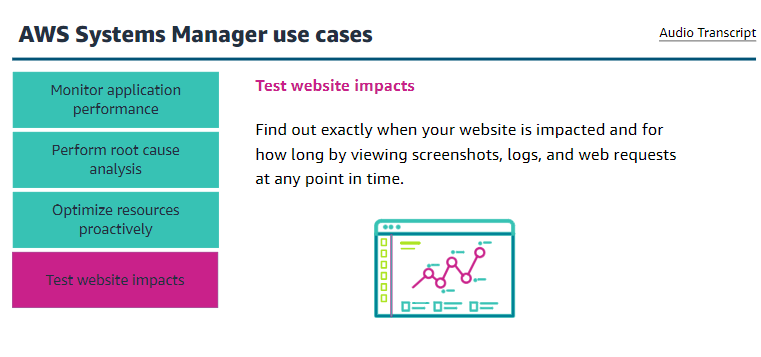 AWS Systems Manager use cases
Audio Transcript
Monitor application
performance
Perform root cause
analysis
Optimize resources
proactively
Test website impacts
Test website impacts
Find out exactly when your website is impacted and for
how long by viewing screenshots, logs, and web requests
at any point in time.